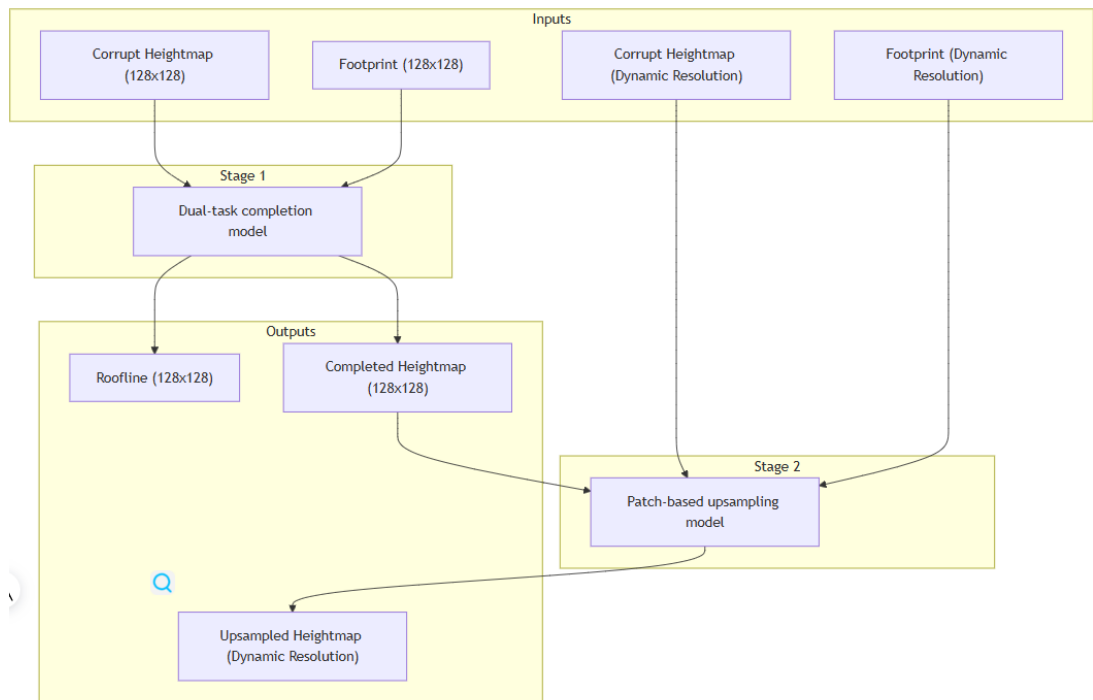 Inputs
Corrupt Heightmap
(128x128)
Footprint (128x128)
Corrupt Heightmap
(Dynamic Resolution)
Footprint (Dynamic
Resolution)
Stage 1
Dual-task completion
model
Outputs
Roofline (128x128)
Completed Heightmap
(128x128)
Stage 2
Patch-based upsampling
model
Upsampled Heightmap
(Dynamic Resolution)